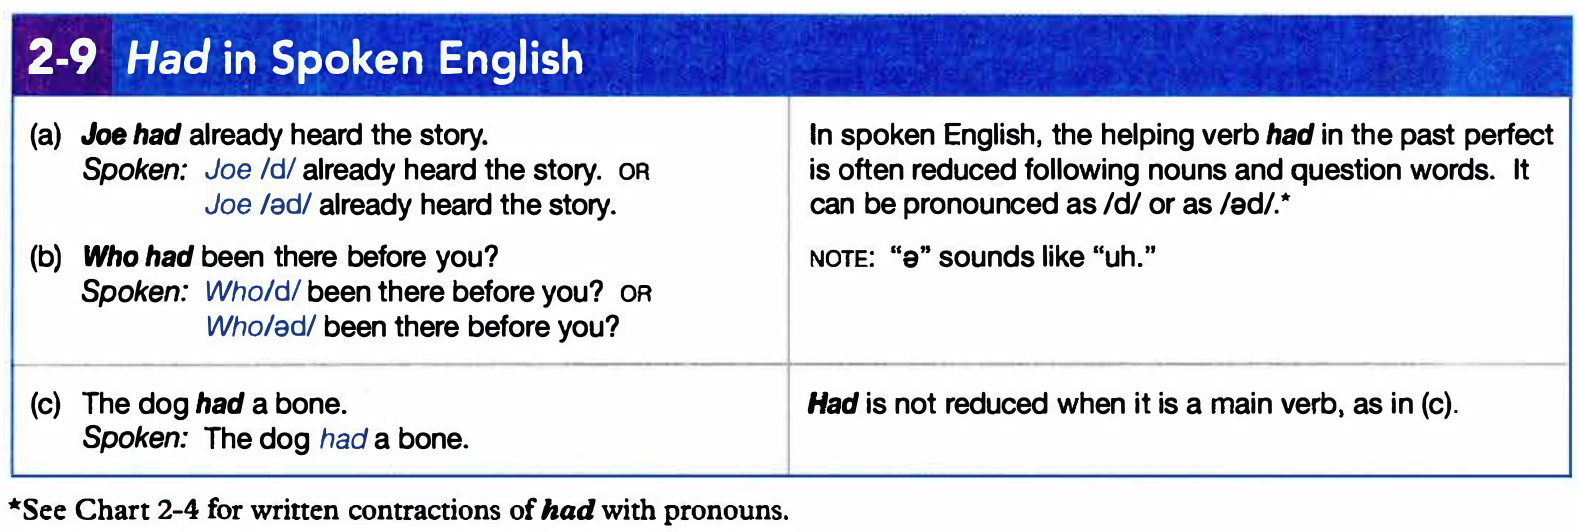 2-9 Had in Spoken English
(a) Joe had already heard the story.
Spoken: Joe /d/ already heard the story. OR
Joe /əd/ already heard the story.
(b) Who had been there before you?
Spoken: Who/d/ been there before you? OR
Who/əd/ been there before you?
In spoken English, the helping verb had in the past perfect
is often reduced following nouns and question words. It
can be pronounced as /d/ or as /əd/.*
NOTE: “ə” sounds like “uh.”
(c) The dog had a bone.
Spoken: The dog had a bone.
Had is not reduced when it is a main verb, as in (c).
*See Chart 2-4 for written contractions of had with pronouns.